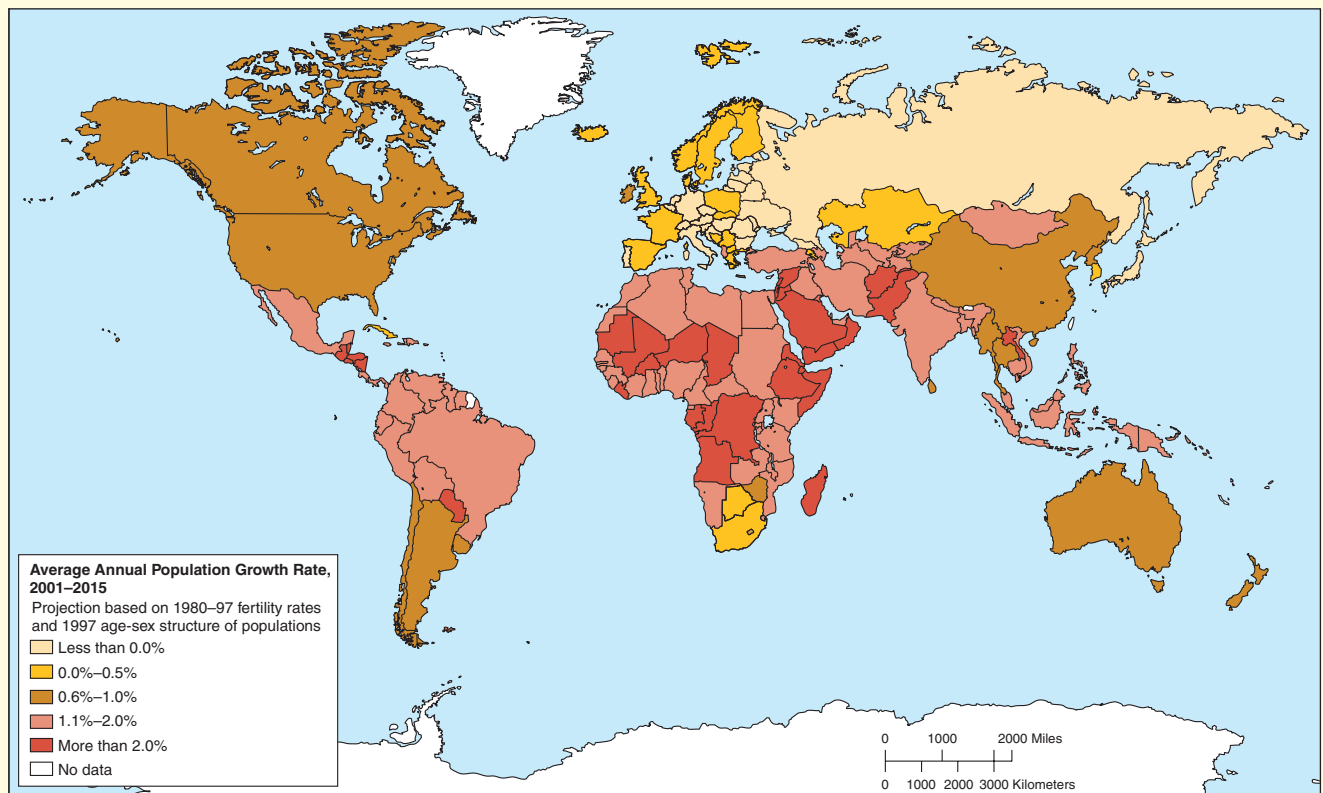 Average Annual Population Growth Rate,
2001–2015
Projection based on 1980–97 fertility rates
and 1997 age-sex structure of populations
Less than 0.0%
0.0%–0.5%
0.6%–1.0%
1.1%–2.0%
More than 2.0%
No data
0 1000 2000 Miles
0 1000 2000 3000 Kilometers